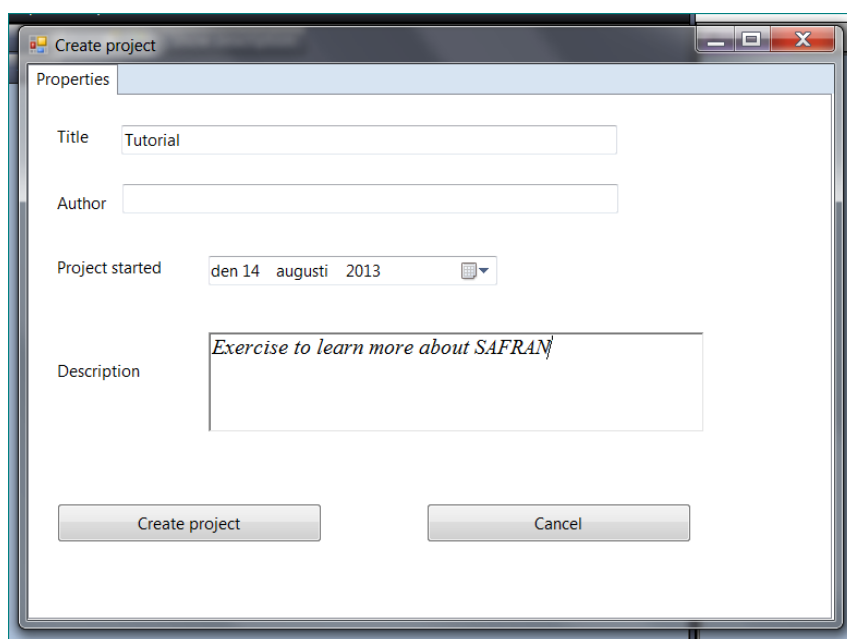 Create project
Properties
Title
Tutorial
Author
Project started
den 14 augusti 2013
Description
Exercise to learn more about SAFRAN
Create project
Cancel